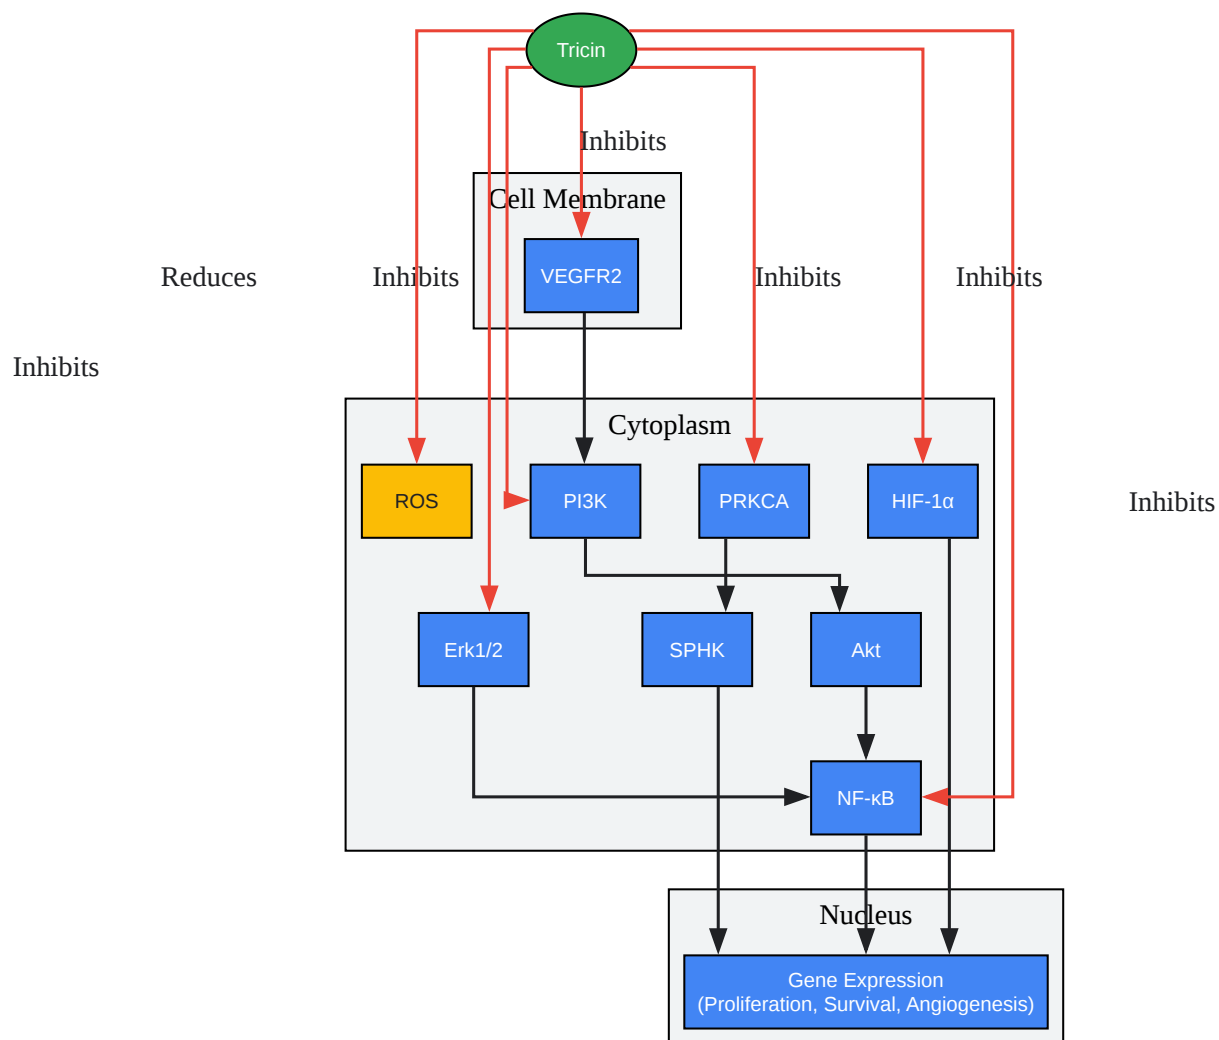 Tricin
Inhibits
Cell Membrane
VEGFR2
Reduces
Inhibits
Inhibits
Inhibits
Inhibits
Cytoplasm
ROS
PI3K
PRKCA
HIF-1α
Inhibits
Erk1/2
SPHK
Akt
NF-κB
Nucleus
Gene Expression
(Proliferation, Survival, Angiogenesis)